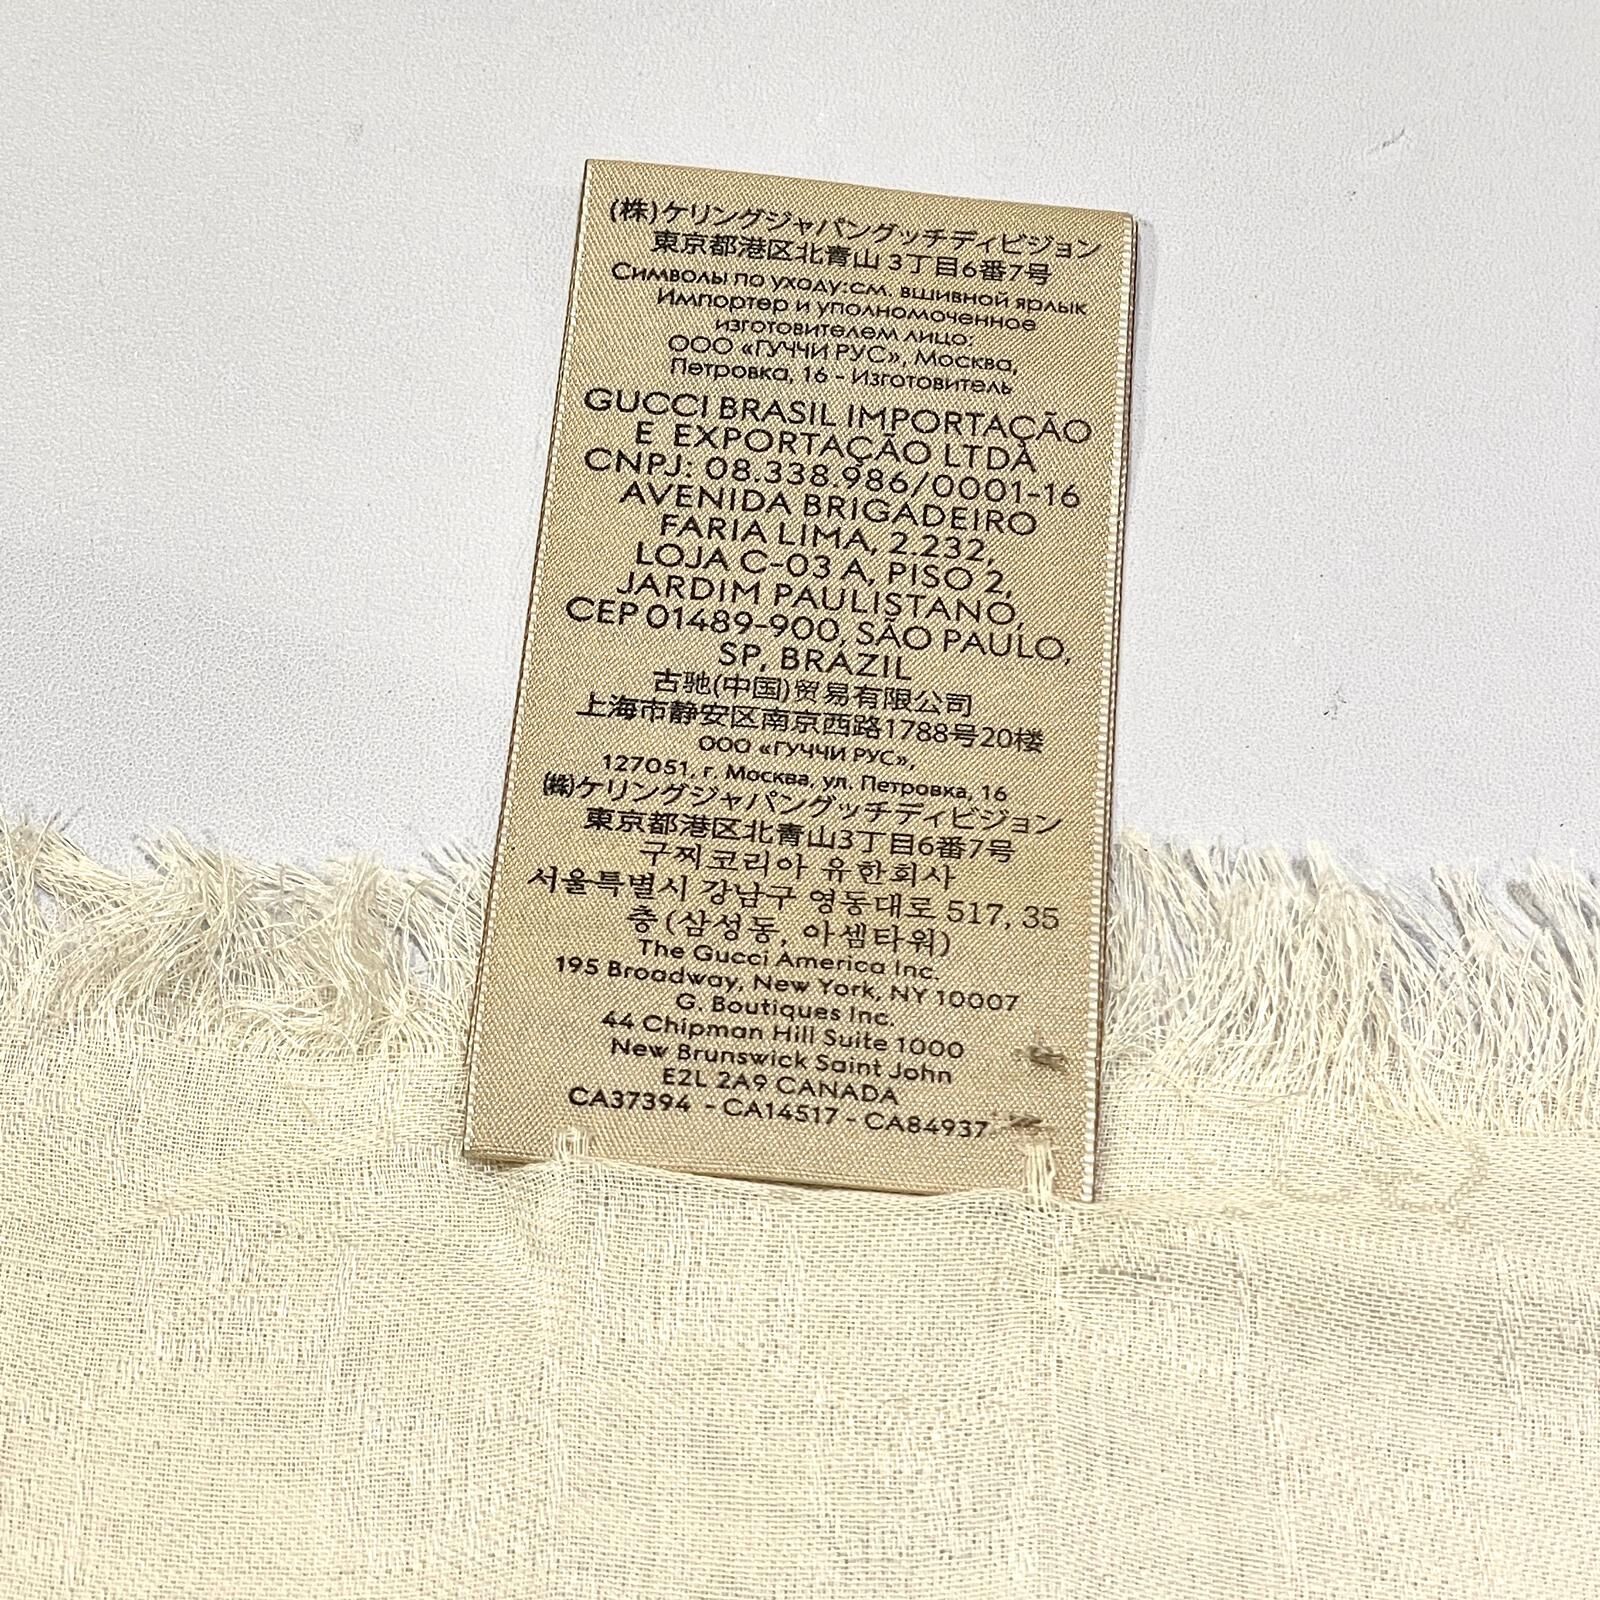 (株)ケリングジャパングッチディビジョン
東京都港区北青山 3丁目6番7号
Символы по уходу:см. вшивной ярлык
Импортер и уполномоченное
изготовителем лицо:
ООО «ГУЧЧИ РУС», Москва,
Петровка, 16 - Изготовитель
GUCCI BRASIL IMPORTAÇÃO
E EXPORTAÇÃO LTDA
CNPJ: 08.338.986/0001-16
AVENIDA BRIGADEIRO
FARIA LIMA, 2.232,
LOJA C-03 A, PISO 2,
JARDIM PAULISTANO,
CEP 01489-900, SÃO PAULO,
SP, BRAZIL
古驰(中国)贸易有限公司
上海市静安区南京西路1788号20楼
ООО «ГУЧЧИ РУС»,
127051, г. Москва, ул. Петровка, 16
㈱ケリングジャパングッチディビジョン
東京都港区北青山3丁目6番7号
구찌코리아 유한회사
서울특별시 강남구 영동대로 517, 35
층 (삼성동, 아셈타워)
The Gucci America Inc.
195 Broadway, New York, NY 10007
G. Boutiques Inc.
44 Chipman Hill Suite 1000
New Brunswick Saint John
E2L 2A9 CANADA
CA37394 - CA14517 - CA84937